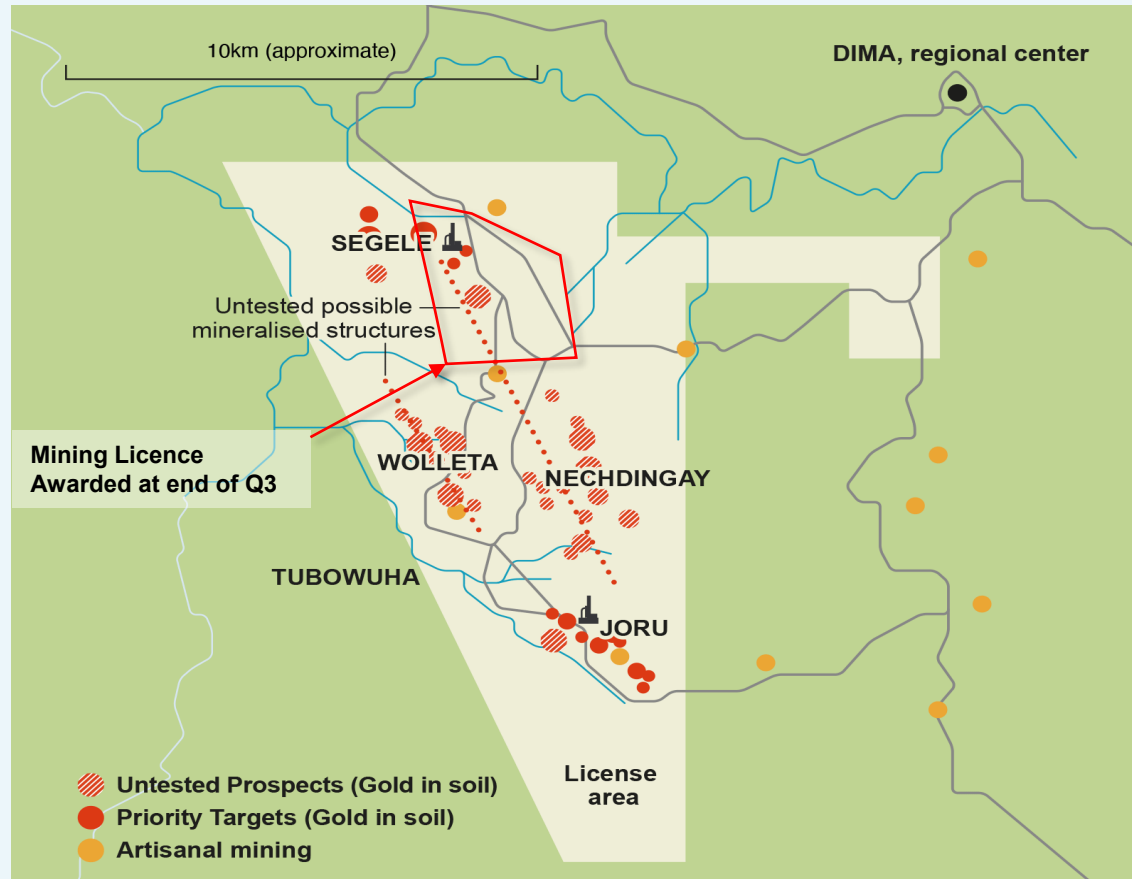 10km (approximate)
DIMA, regional center
SEGELE
Untested possible
mineralised structures
Mining Licence
Awarded at end of Q3
WOLLETA
NECHDINGAY
TUBOWUHA
JORU
License
area
Untested Prospects (Gold in soil)
Priority Targets (Gold in soil)
Artisanal mining